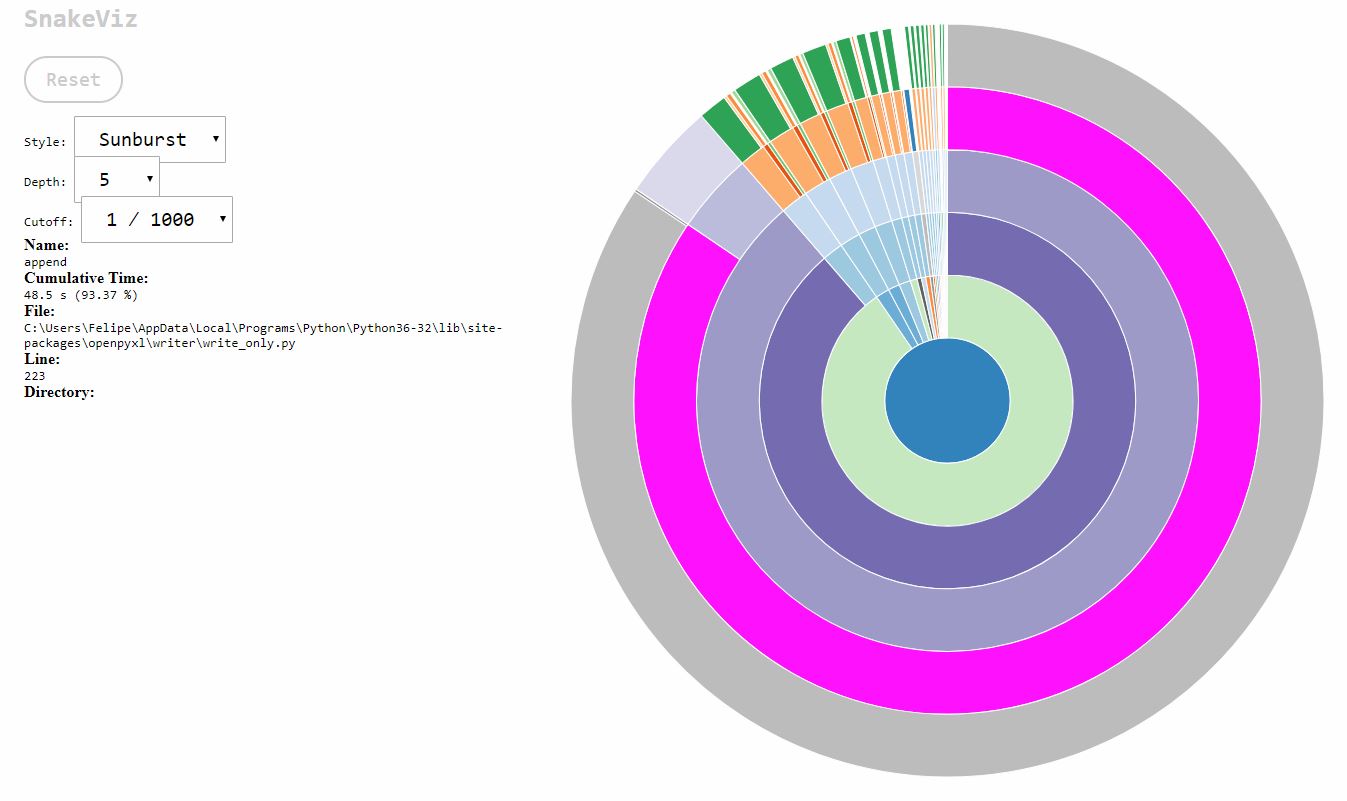 SnakeViz
Reset
Style: Sunburst
Depth: 5
Cutoff: 1 / 1000
Name:
append
Cumulative Time:
48.5 s (93.37 %)
File:
C:\Users\Felipe\AppData\Local\Programs\Python\Python36-32\lib\site-
packages\openpyxl\writer\write_only.py
Line:
223
Directory: